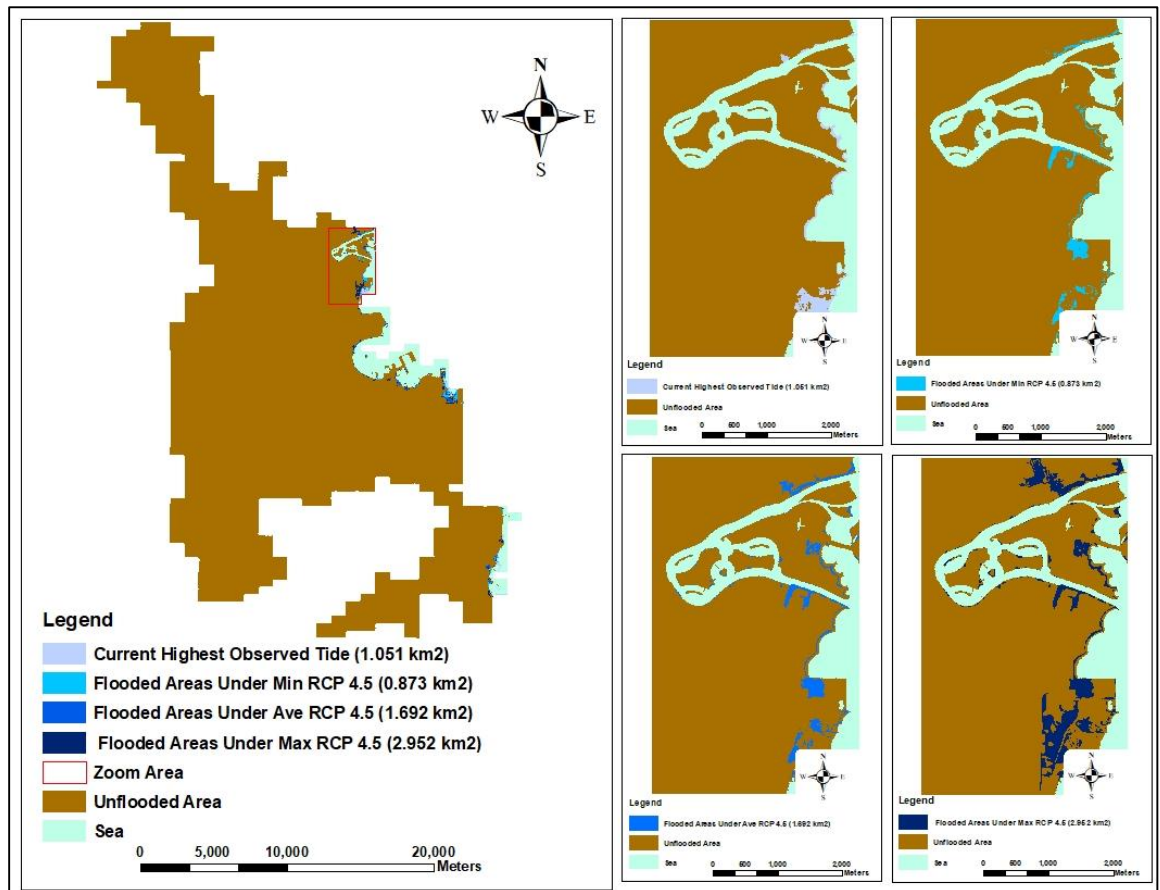 N
W E
S
Legend
Current Highest Observed Tide (1.051 km2)
Flooded Areas Under Min RCP 4.5 (0.873 km2)
Flooded Areas Under Ave RCP 4.5 (1.692 km2)
Flooded Areas Under Max RCP 4.5 (2.952 km2)
Zoom Area
Unflooded Area
Sea
0 5,000 10,000 20,000
Meters
N
W E
S
Legend
Current Highest Observed Tide (1.051 km2)
Unflooded Area
Sea
0 500 1,000 2,000
Meters
N
W E
S
Legend
Flooded Areas Under Min RCP 4.5 (0.873 km2)
Unflooded Area
Sea
0 500 1,000 2,000
Meters
N
W E
S
Legend
Flooded Areas Under Ave RCP 4.5 (1.692 km2)
Unflooded Area
Sea
0 500 1,000 2,000
Meters
N
W E
S
Legend
Flooded Areas Under Max RCP 4.5 (2.952 km2)
Unflooded Area
Sea
0 500 1,000 2,000
Meters